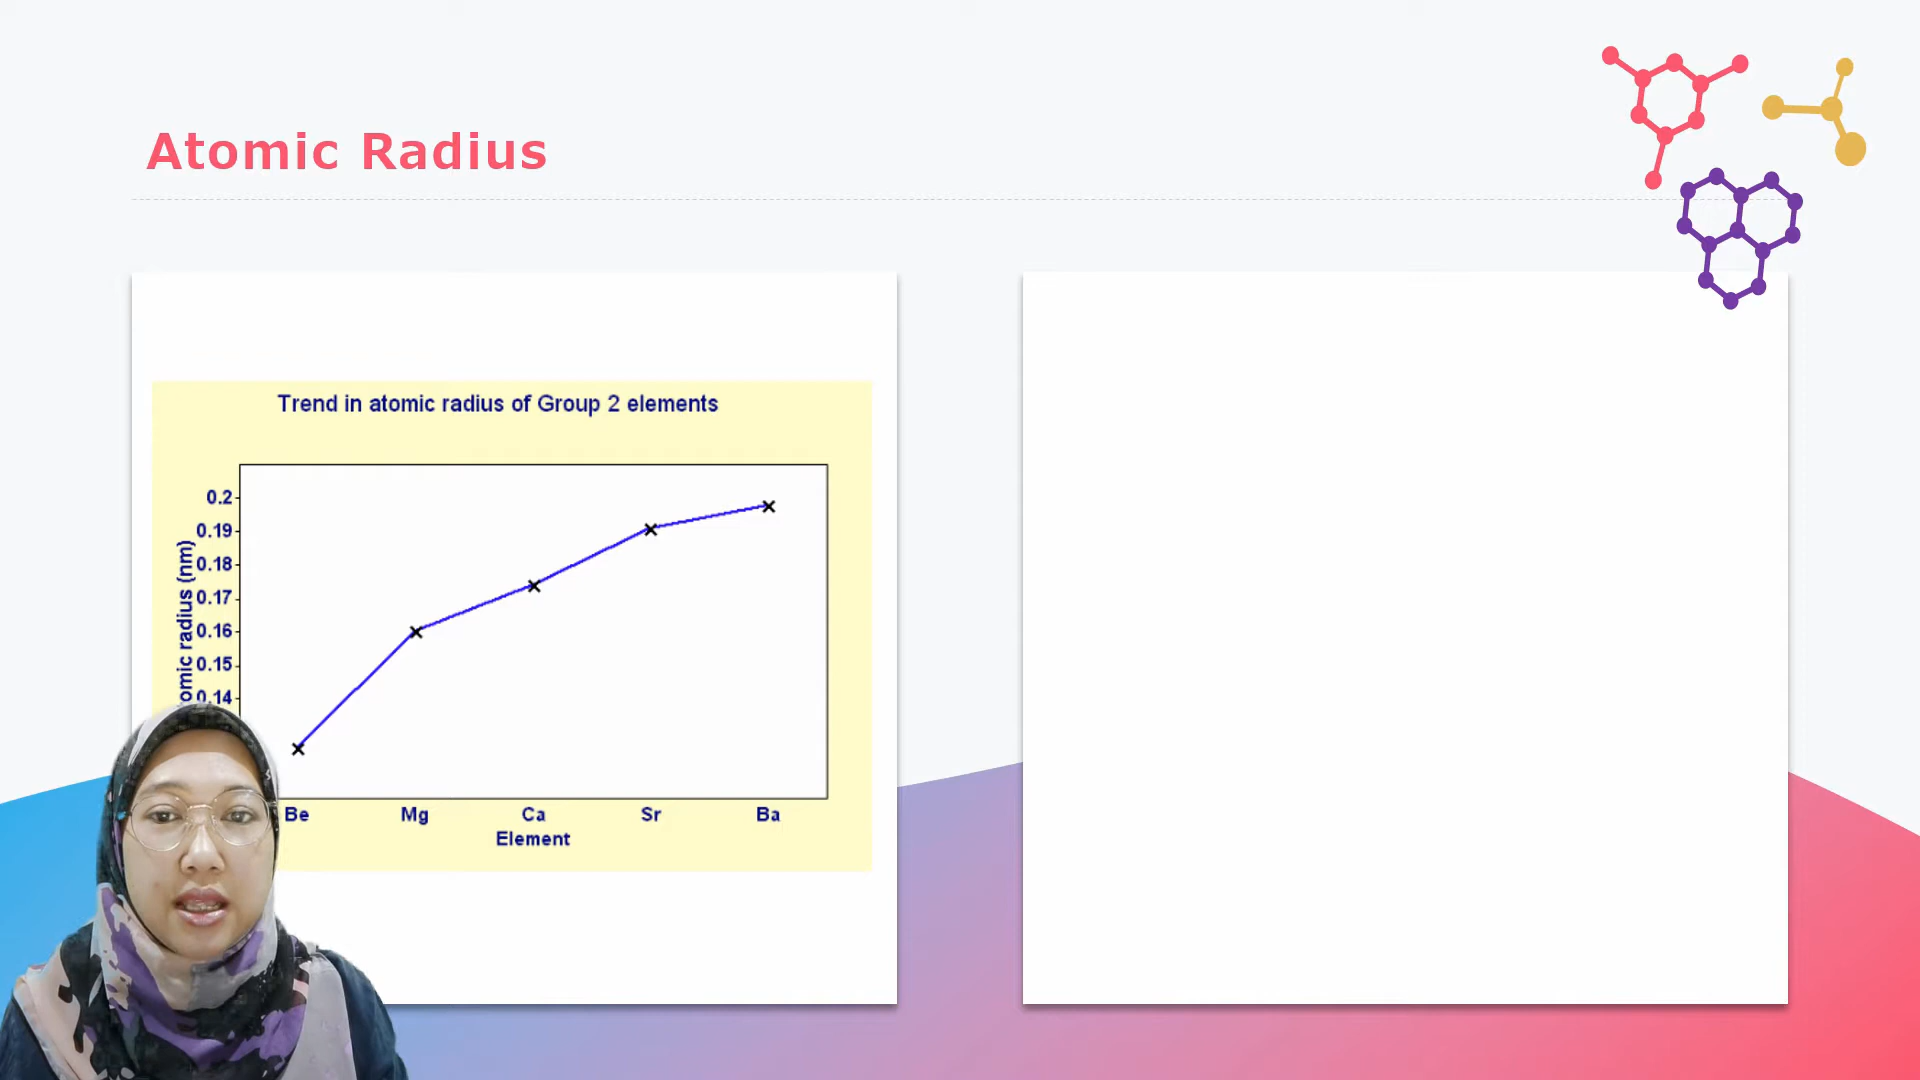 Atomic Radius
Trend in atomic radius of Group 2 elements
0.2
0.19
0.18
0.17
0.16
0.15
0.14
radius (nm)
Be Mg Ca Sr Ba
Element